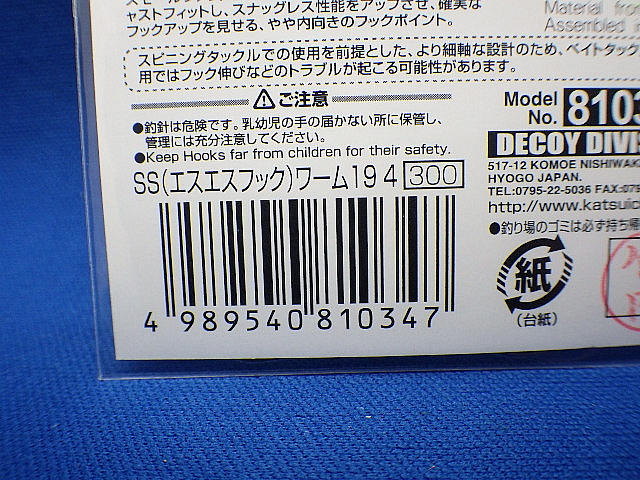 ャストフィットし、スナッグレス性能をアップさせ、確実な
フックアップを見せる、やや内向きのフックポイント。
スピニングタックルでの使用を前提とした、より細軸な設計のため、ベイトタック
用ではフック伸びなどのトラブルが起こる可能性があります。
ご注意
●釣針は危険です。乳幼児の手の届かない所に保管し、
管理には充分注意してください。
●Keep Hooks far from children for their safety.
SS(エスエスフック)ワーム19 4 300
4 989540 810347
Material from
Assembled in
Model No. 8103
DECOY DIVIS
517-12 KOMOE NISHIWAK
HYOGO JAPAN.
TEL:0795-22-5036 FAX:079
http://www.katsuic
●釣り場のゴミは必ず持ち帰
紙
(台紙)